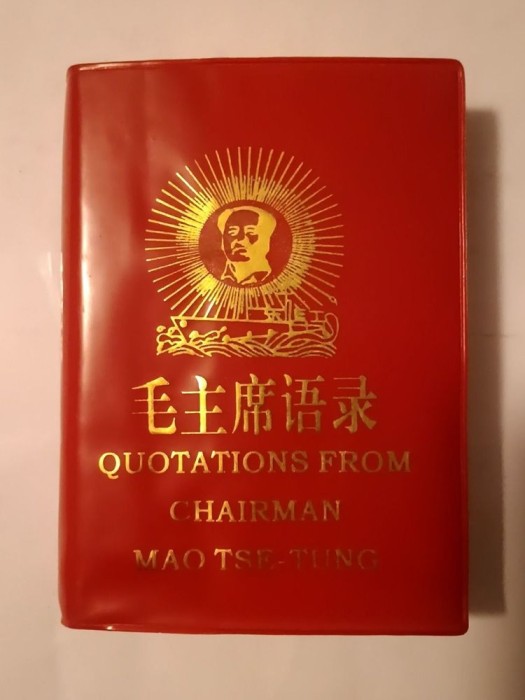 毛主席语录
QUOTATIONS FROM
CHAIRMAN
MAO TSE-TUNG